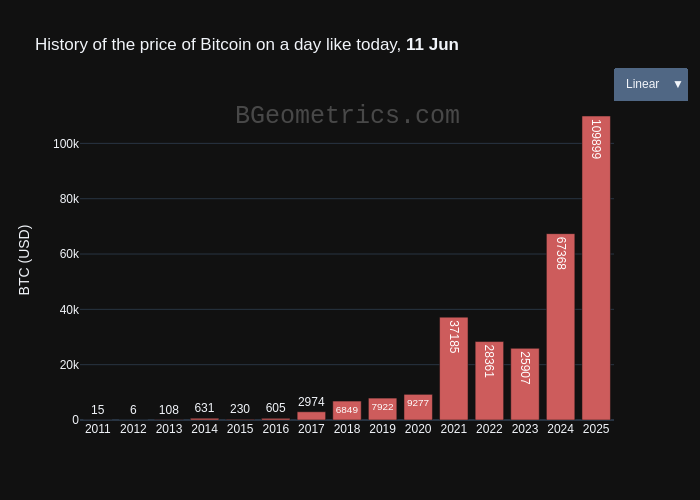 History of the price of Bitcoin on a day like today, 11 Jun
Linear ▼
BGeometrics.com
BTC (USD)
100k
80k
60k
40k
20k
0
15 6 108 631 230 605 2974 6849 7922 9277 37185 28361 25907 67368 109899
2011 2012 2013 2014 2015 2016 2017 2018 2019 2020 2021 2022 2023 2024 2025